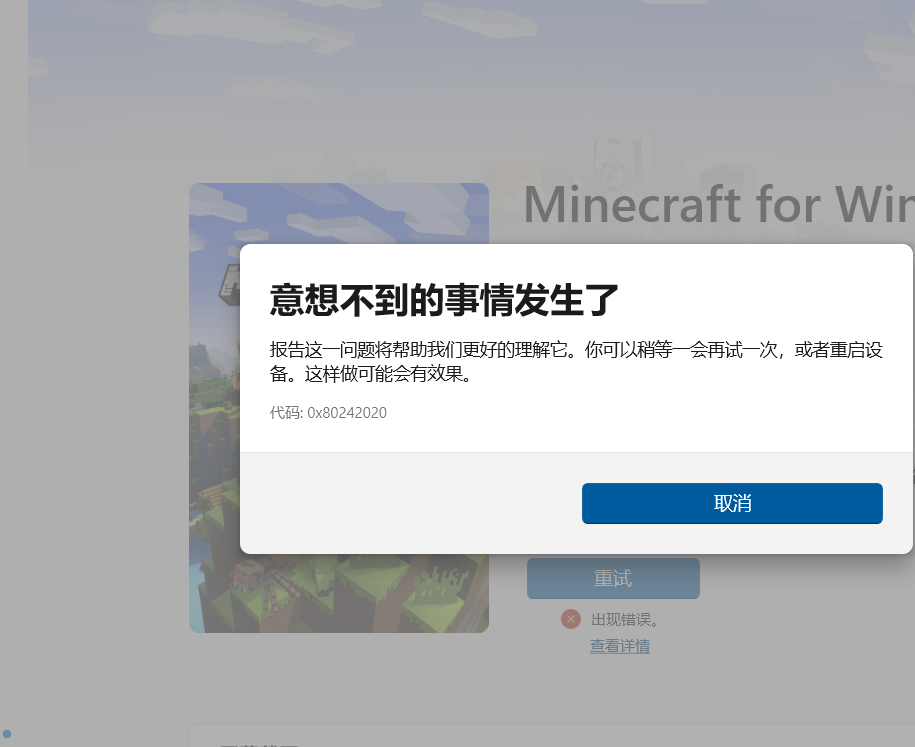 Minecraft for Win
意想不到的事情发生了
报告这一问题将帮助我们更好的理解它。你可以稍等一会再试一次，或者重启设
备。这样做可能会有效果。
代码: 0x80242020
取消
重试
出现错误。
查看详情